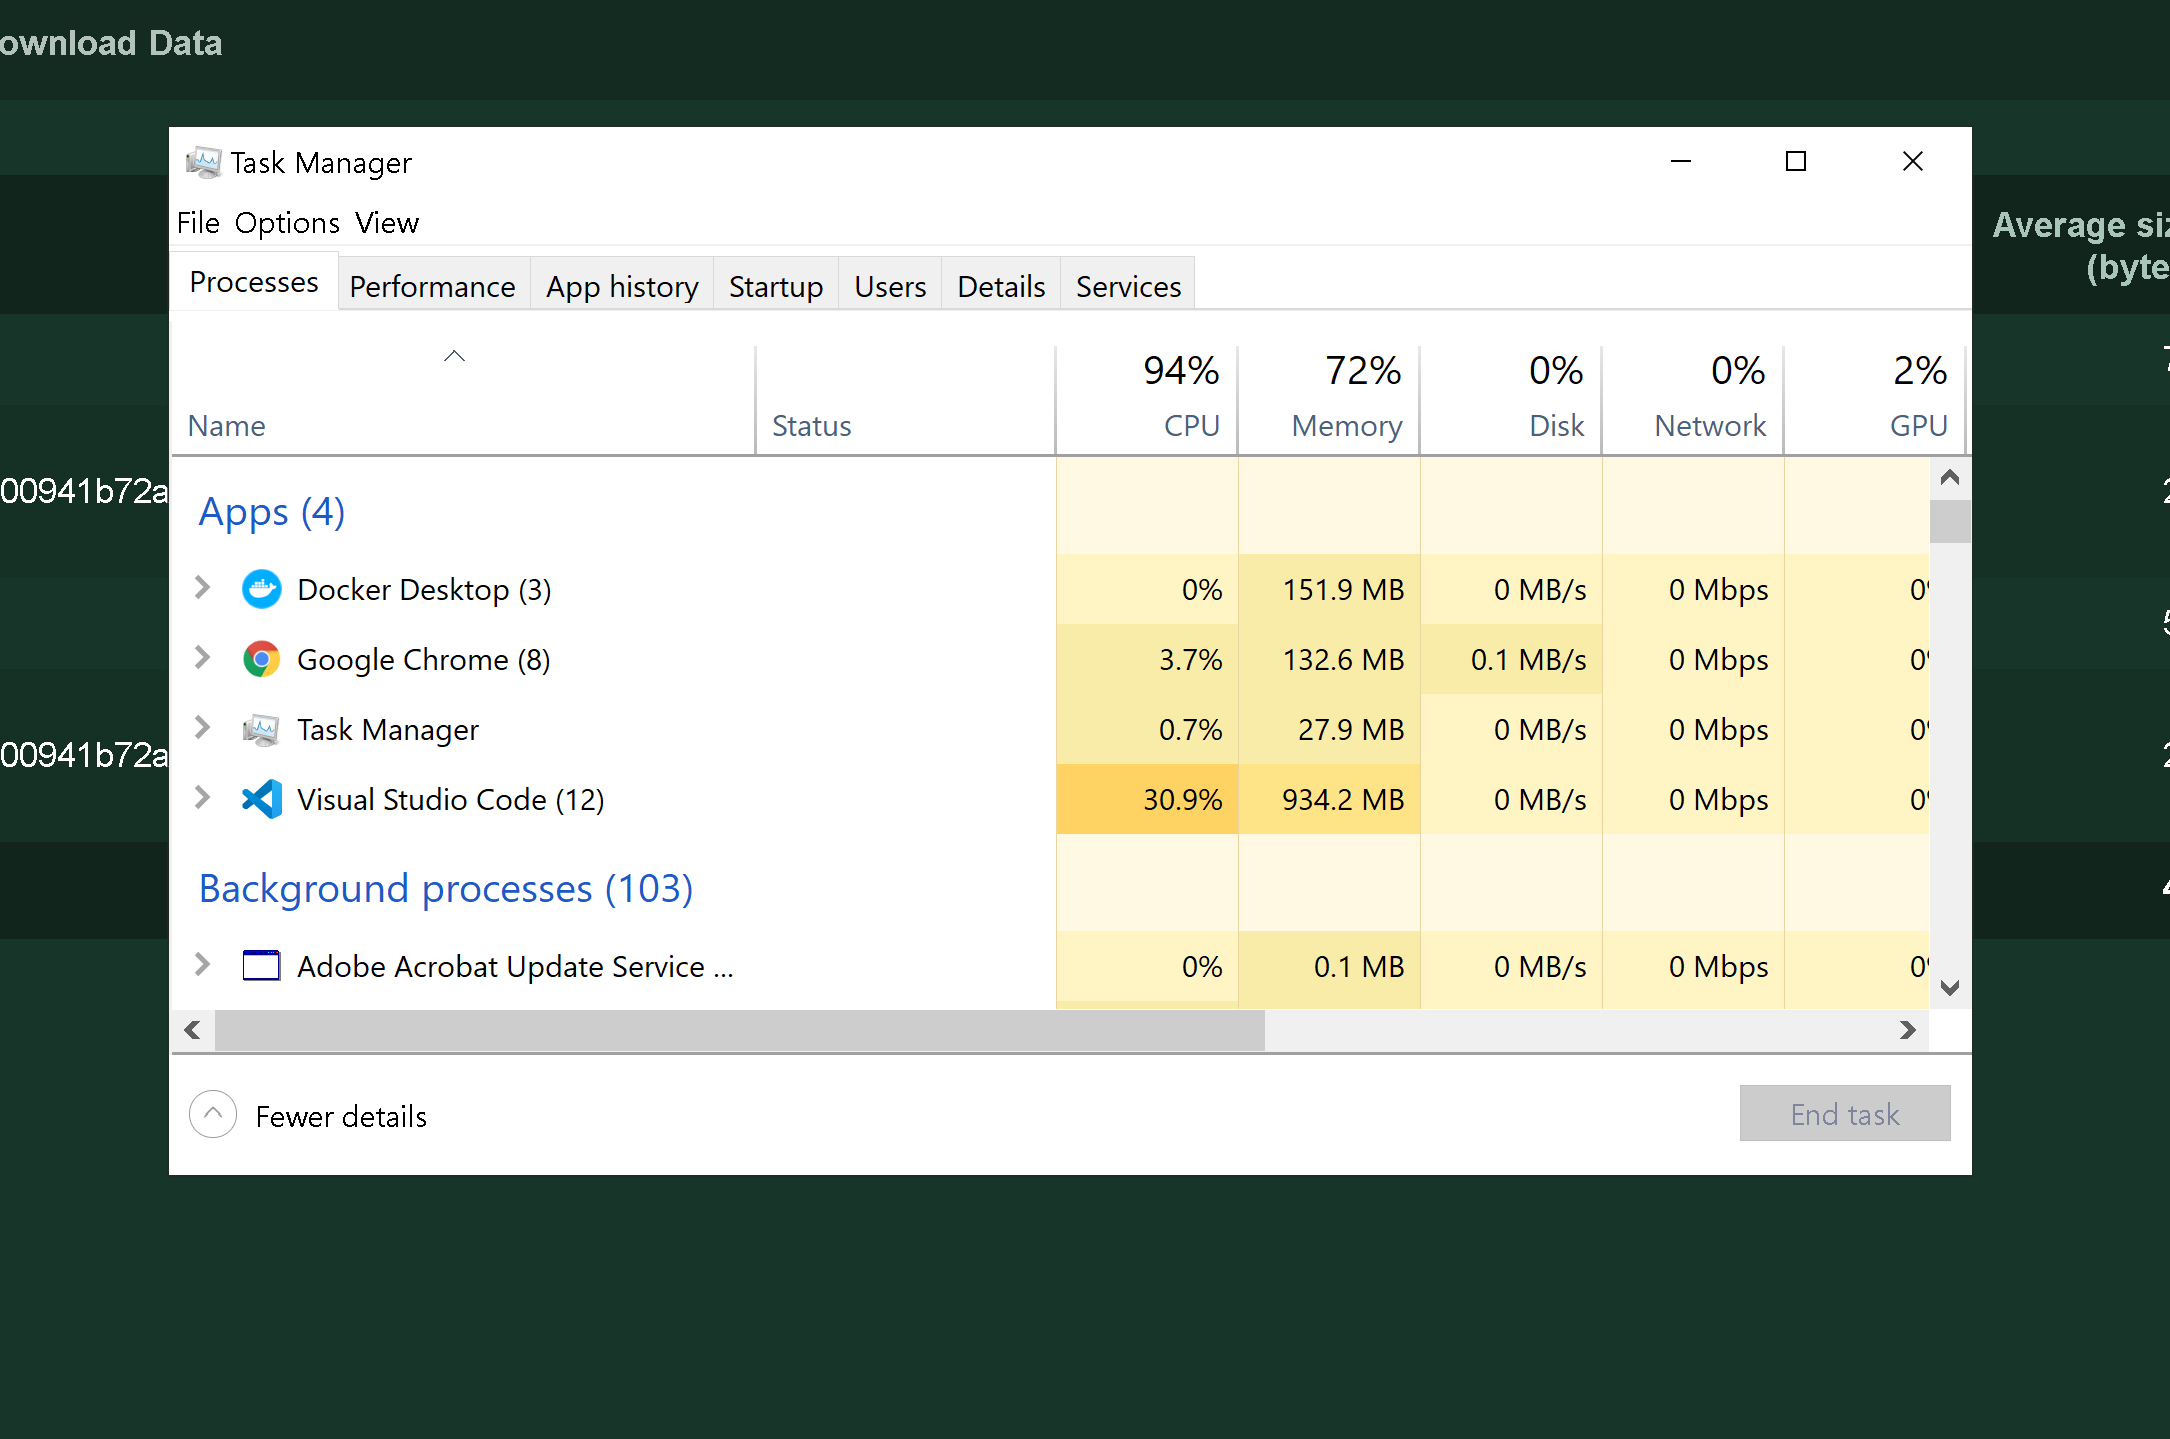 ownload Data
Task Manager
File Options View
Processes Performance App history Startup Users Details Services
94% 72% 0% 0% 2%
Name Status CPU Memory Disk Network GPU
Apps (4)
Docker Desktop (3) 0% 151.9 MB 0 MB/s 0 Mbps 0
Google Chrome (8) 3.7% 132.6 MB 0.1 MB/s 0 Mbps 0
Task Manager 0.7% 27.9 MB 0 MB/s 0 Mbps 0
Visual Studio Code (12) 30.9% 934.2 MB 0 MB/s 0 Mbps 0
Background processes (103)
Adobe Acrobat Update Service ... 0% 0.1 MB 0 MB/s 0 Mbps 0
Fewer details End task
Average siz
(byte
00941b72a
00941b72a